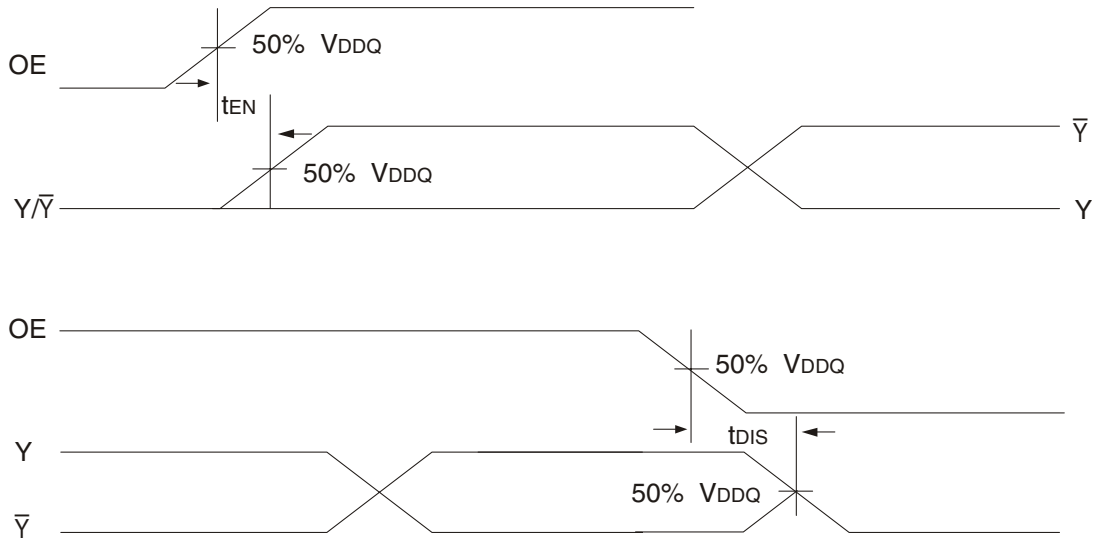 50% VDDQ
OE
tEN
Y̅
50% VDDQ
Y/Y̅
Y
OE
50% VDDQ
tDIS
Y
50% VDDQ
Y̅